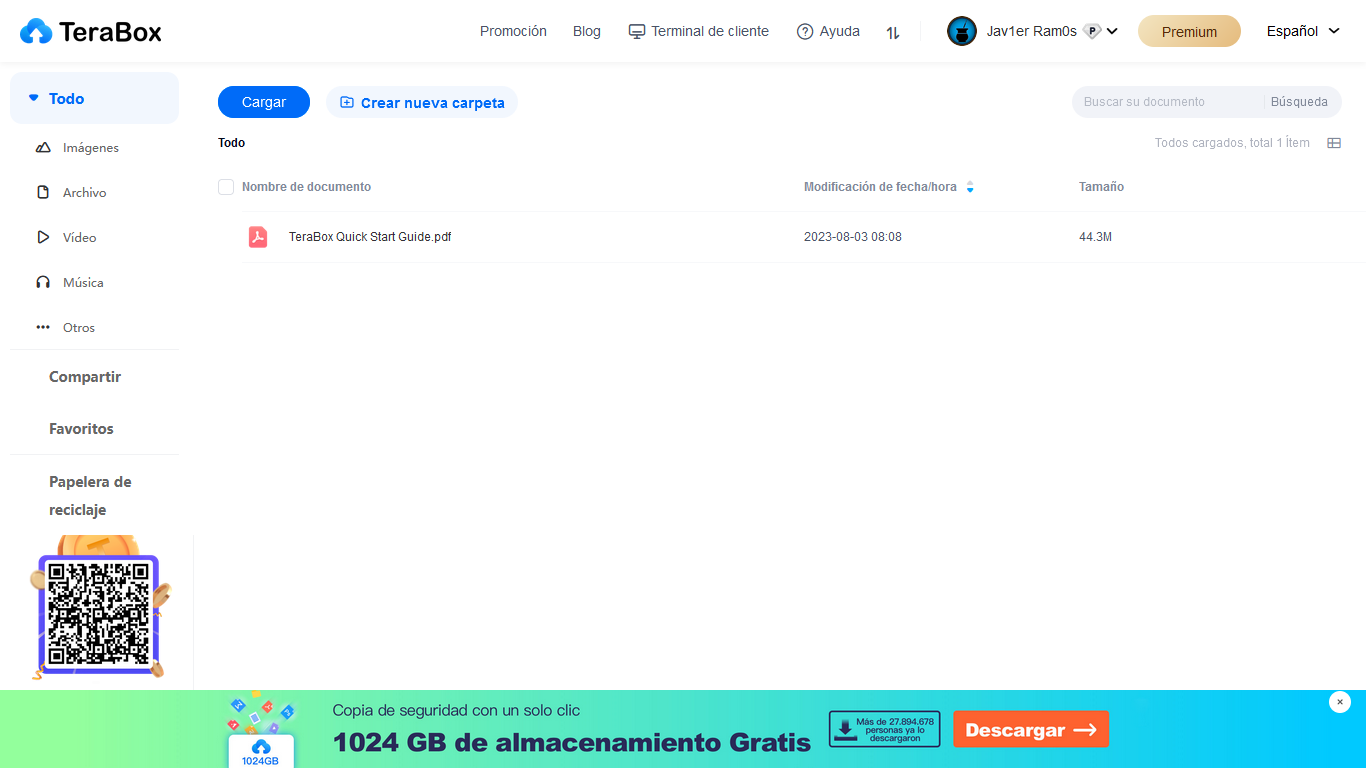 TeraBox
Promoción
Blog
Terminal de cliente
Ayuda
Jav1er Ram0s
P
Premium
Español
Todo
Imágenes
Archivo
Vídeo
Música
Otros
Compartir
Favoritos
Papelera de
reciclaje
Cargar
Crear nueva carpeta
Buscar su documento
Búsqueda
Todo
Todos cargados, total 1 Ítem
Nombre de documento
Modificación de fecha/hora
Tamaño
TeraBox Quick Start Guide.pdf
2023-08-03 08:08
44.3M
1024GB
Copia de seguridad con un solo clic
1024 GB de almacenamiento Gratis
Más de 27.894.678
personas ya lo
descargaron
Descargar